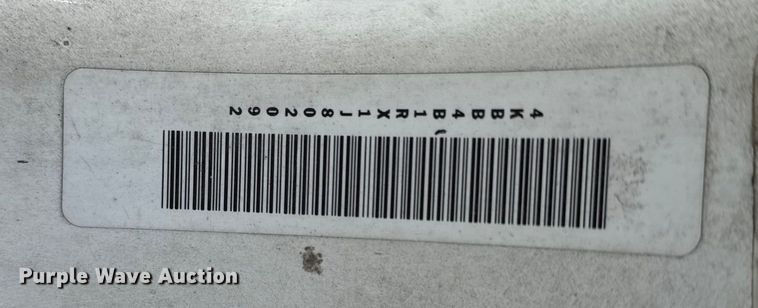 4KBB4B1RX1J802092
Purple Wave Auction